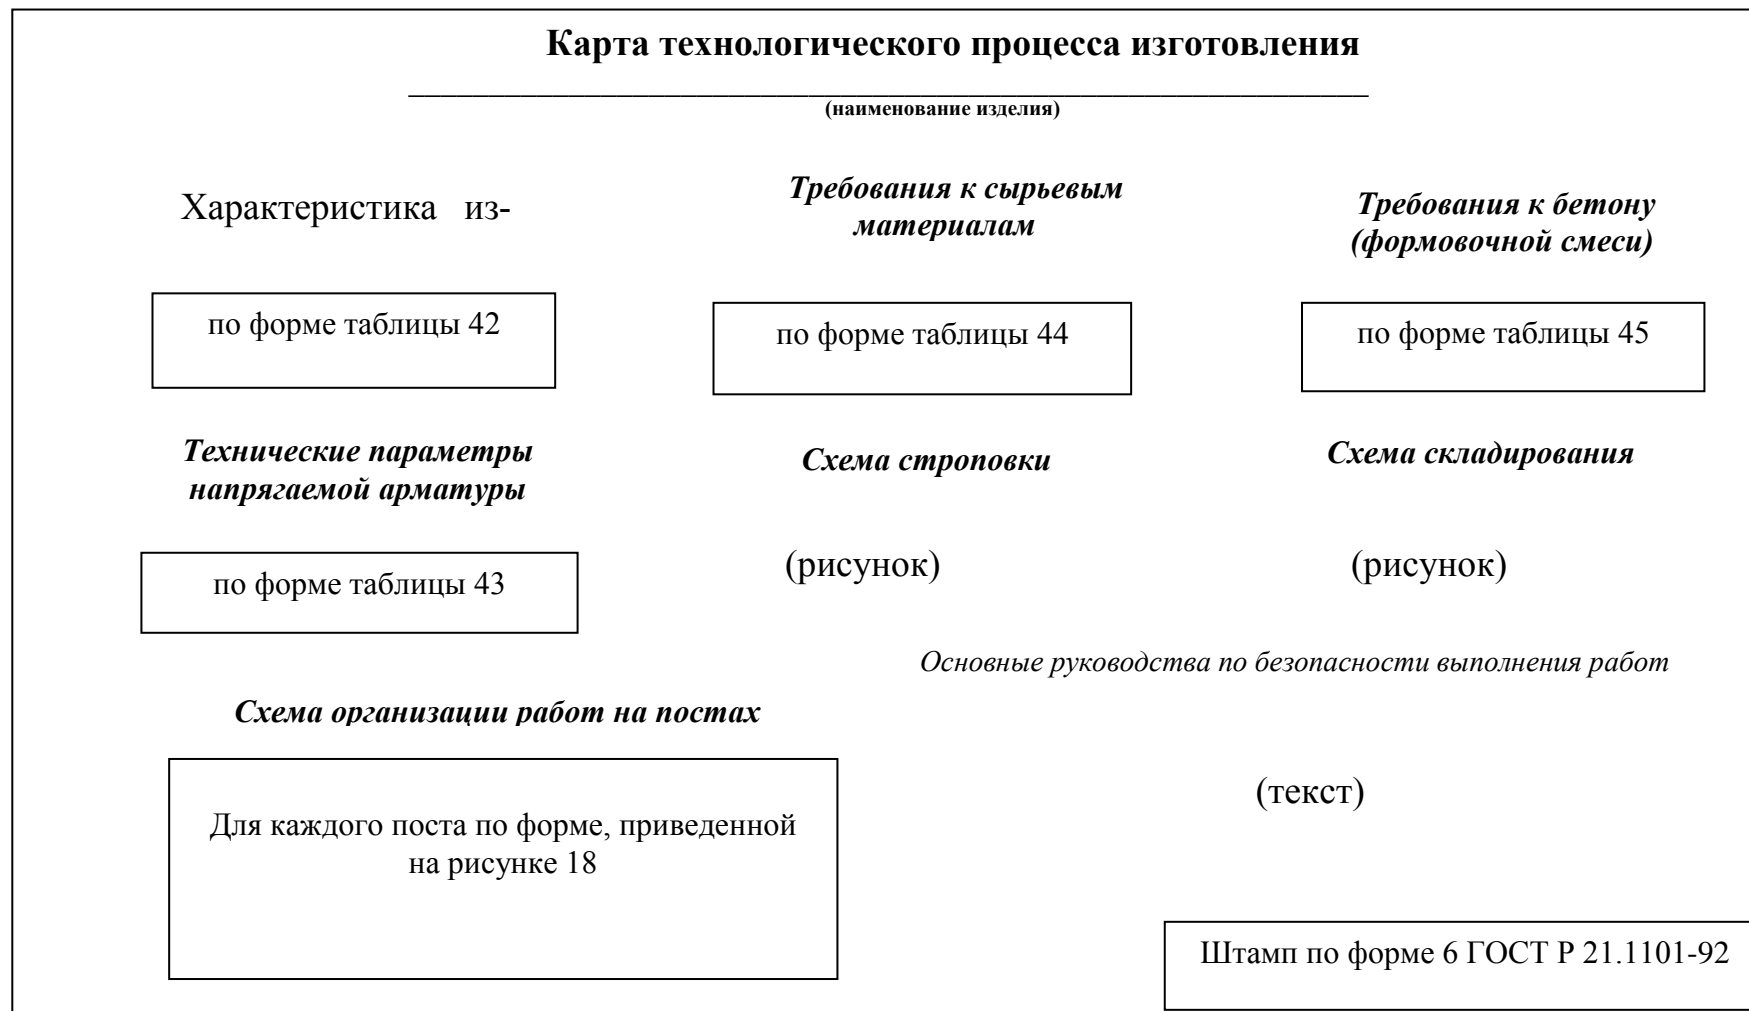 Карта технологического процесса изготовления
(наименование изделия)
Характеристика из-
по форме таблицы 42
Требования к сырьевым
материалам
по форме таблицы 44
Требования к бетону
(формовочной смеси)
по форме таблицы 45
Технические параметры
напрягаемой арматуры
по форме таблицы 43
Схема строповки
(рисунок)
Схема складирования
(рисунок)
Схема организации работ на постах
Для каждого поста по форме, приведенной
на рисунке 18
Основные руководства по безопасности выполнения работ
(текст)
Штамп по форме 6 ГОСТ Р 21.1101-92